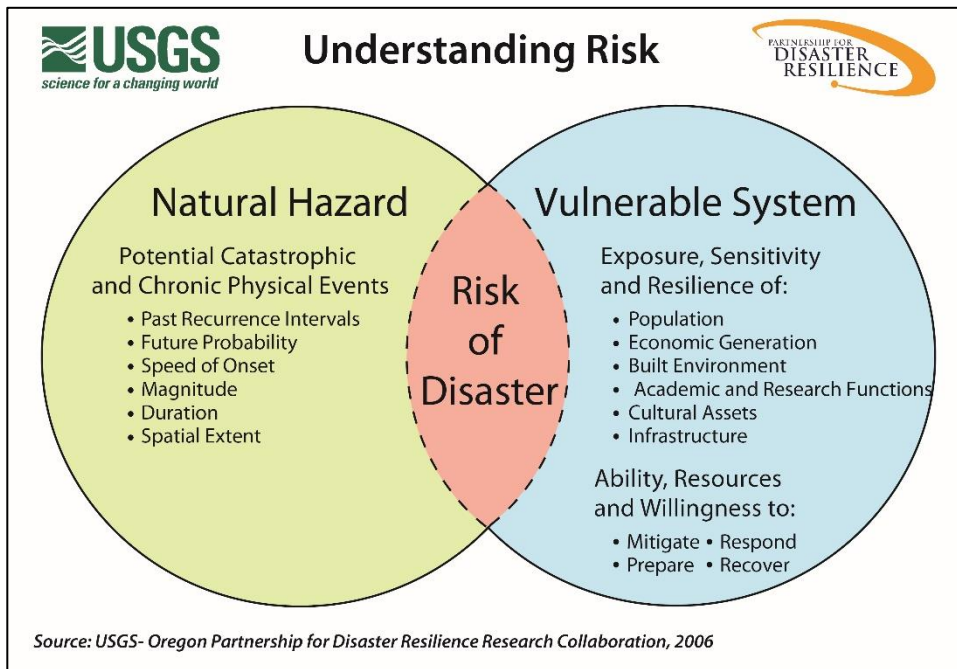 USGS
science for a changing world
Understanding Risk
PARTNERSHIP FOR
DISASTER
RESILIENCE
Natural Hazard
Potential Catastrophic
and Chronic Physical Events
• Past Recurrence Intervals
• Future Probability
• Speed of Onset
• Magnitude
• Duration
• Spatial Extent
Risk
of
Disaster
Vulnerable System
Exposure, Sensitivity
and Resilience of:
• Population
• Economic Generation
• Built Environment
• Academic and Research Functions
• Cultural Assets
• Infrastructure
Ability, Resources
and Willingness to:
• Mitigate • Respond
• Prepare • Recover
Source: USGS- Oregon Partnership for Disaster Resilience Research Collaboration, 2006